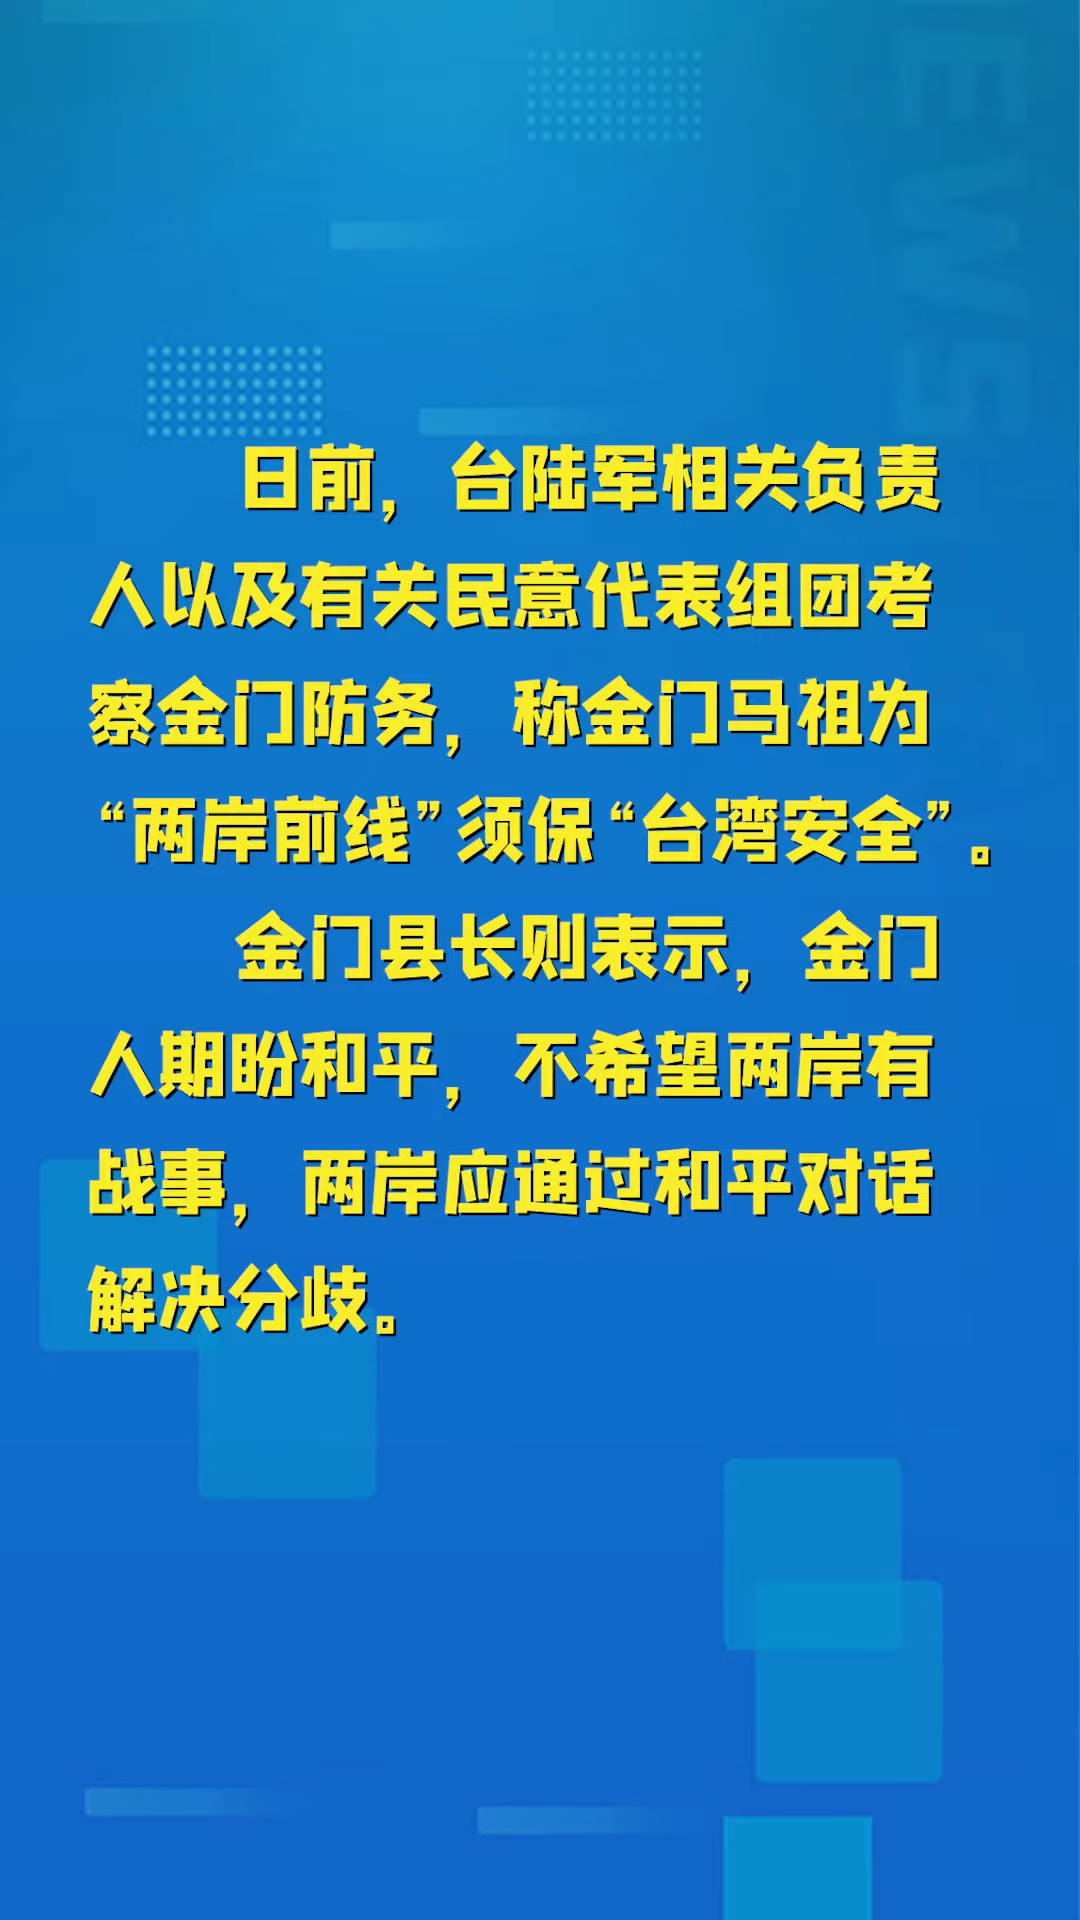 EWS
日前，台陆军相关负责
人以及有关民意代表组团考
察金门防务，称金门马祖为
“两岸前线”须保“台湾安全”。
金门县长则表示，金门
人期盼和平，不希望两岸有
战事，两岸应通过和平对话
解决分歧。